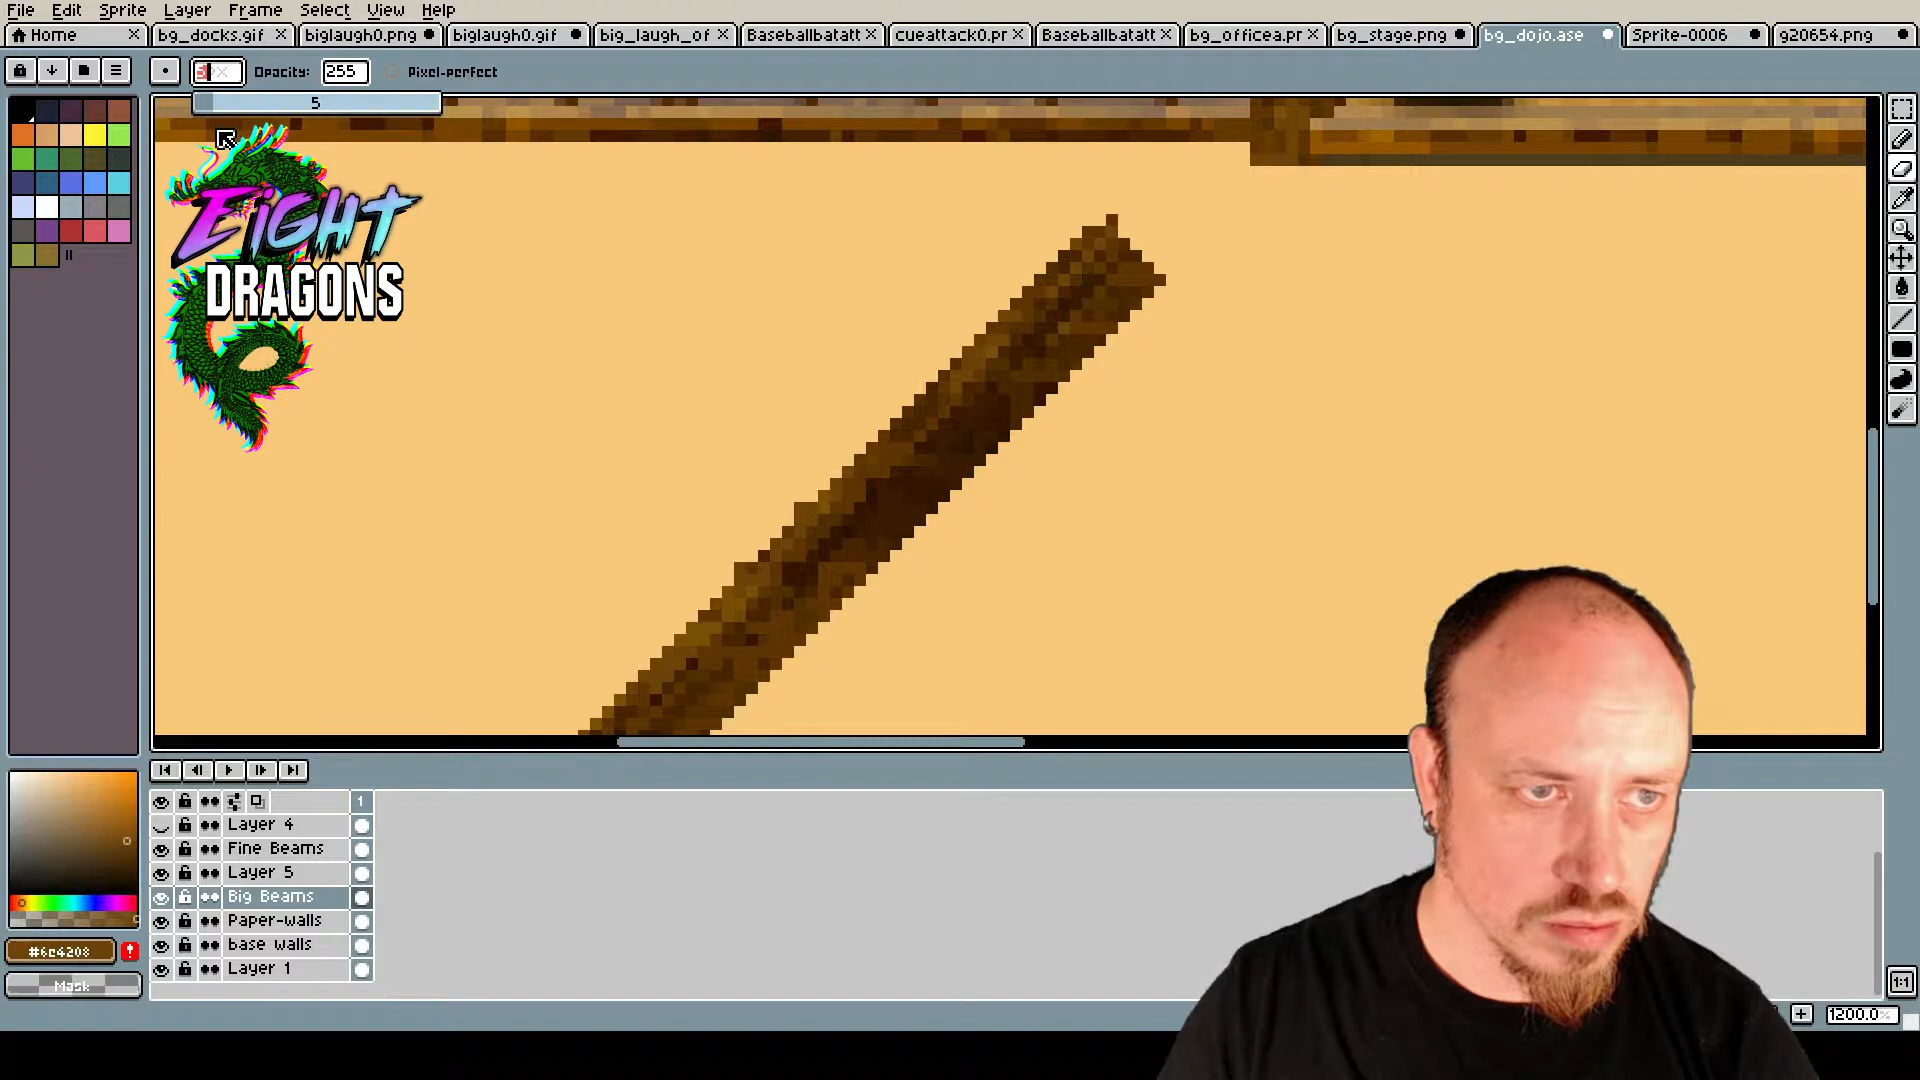 File Edit Sprite Layer Frame Select View Help
Home bg_docks.gif biglaugh0.png biglaugh0.gif big_laugh_of Baseballbatatt cueattack0.pr Baseballbatatt bg_officea.pr bg_stage.png bg_dojo.ase Sprite-0006 g20654.png
Opacity: 255 Pixel-perfect
5
EIGHT
DRAGONS
1
Layer 4
Fine Beams
Layer 5
Big Beams
Paper-walls
base walls
Layer 1
#6c4208
Mask
1:1
1200.0%